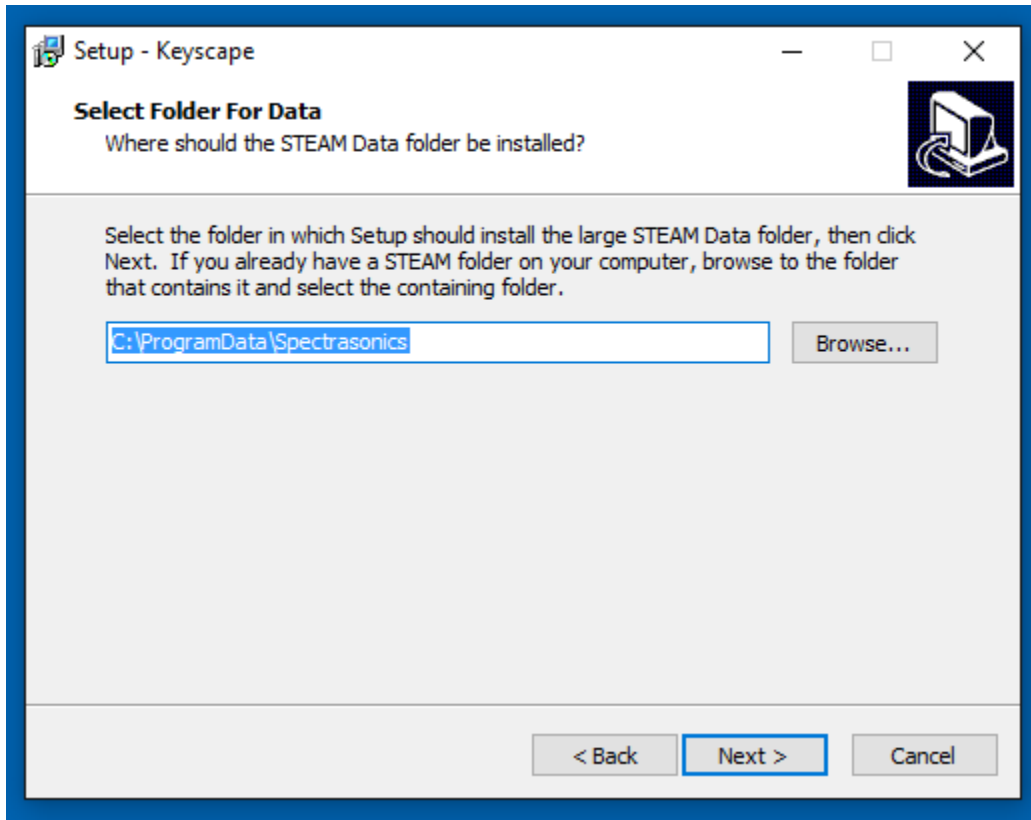 Setup - Keyscape
Select Folder For Data
Where should the STEAM Data folder be installed?
Select the folder in which Setup should install the large STEAM Data folder, then click
Next.  If you already have a STEAM folder on your computer, browse to the folder
that contains it and select the containing folder.
C:\ProgramData\Spectrasonics
Browse...
< Back
Next >
Cancel